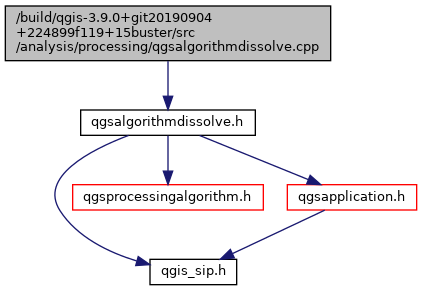 /build/qgis-3.9.0+git20190904
+224899f119+15buster/src
/analysis/processing/qgsalgorithmdissolve.cpp
qgsalgorithmdissolve.h
qgsprocessingalgorithm.h
qgsapplication.h
qgis_sip.h